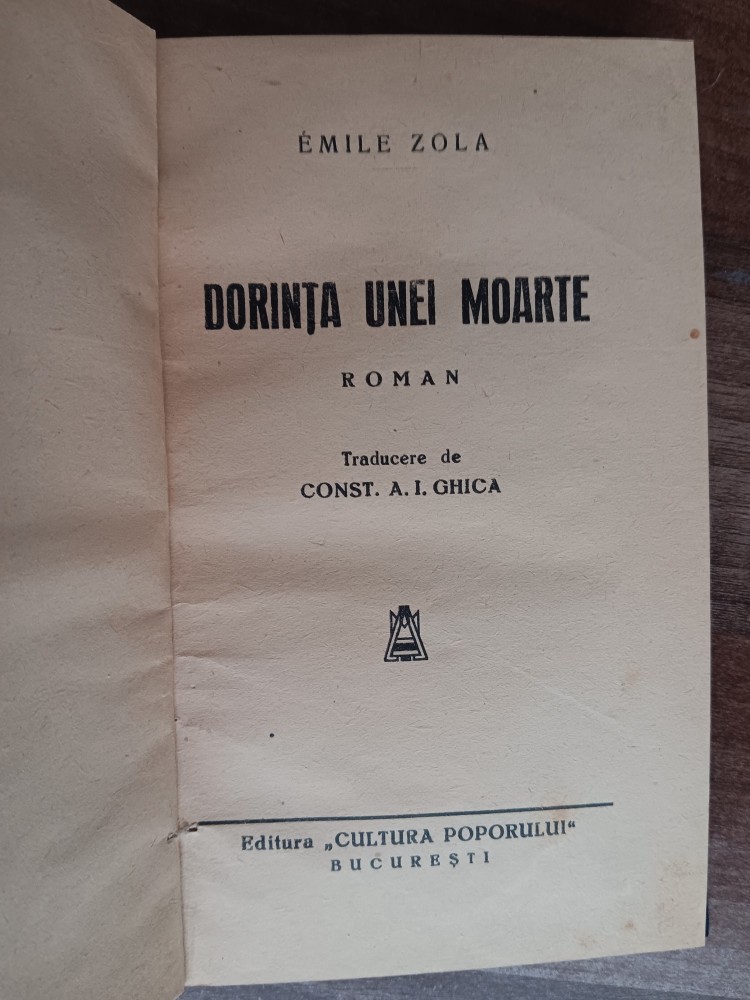 ÉMILE ZOLA
DORINȚA UNEI MOARTE
ROMAN
Traducere de
CONST. A. I. GHICA
Editura „CULTURA POPORULUI“
BUCUREȘTI